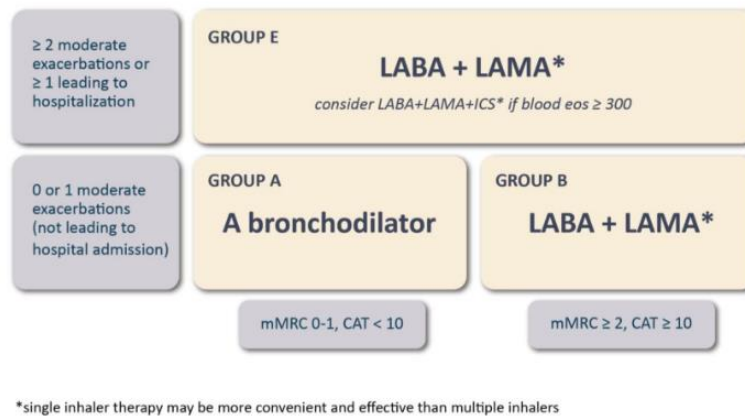 ≥ 2 moderate
exacerbations or
≥ 1 leading to
hospitalization
GROUP E
LABA + LAMA*
consider LABA+LAMA+ICS* if blood eos ≥ 300
0 or 1 moderate
exacerbations
(not leading to
hospital admission)
GROUP A
A bronchodilator
GROUP B
LABA + LAMA*
mMRC 0-1, CAT < 10
mMRC ≥ 2, CAT ≥ 10
*single inhaler therapy may be more convenient and effective than multiple inhalers